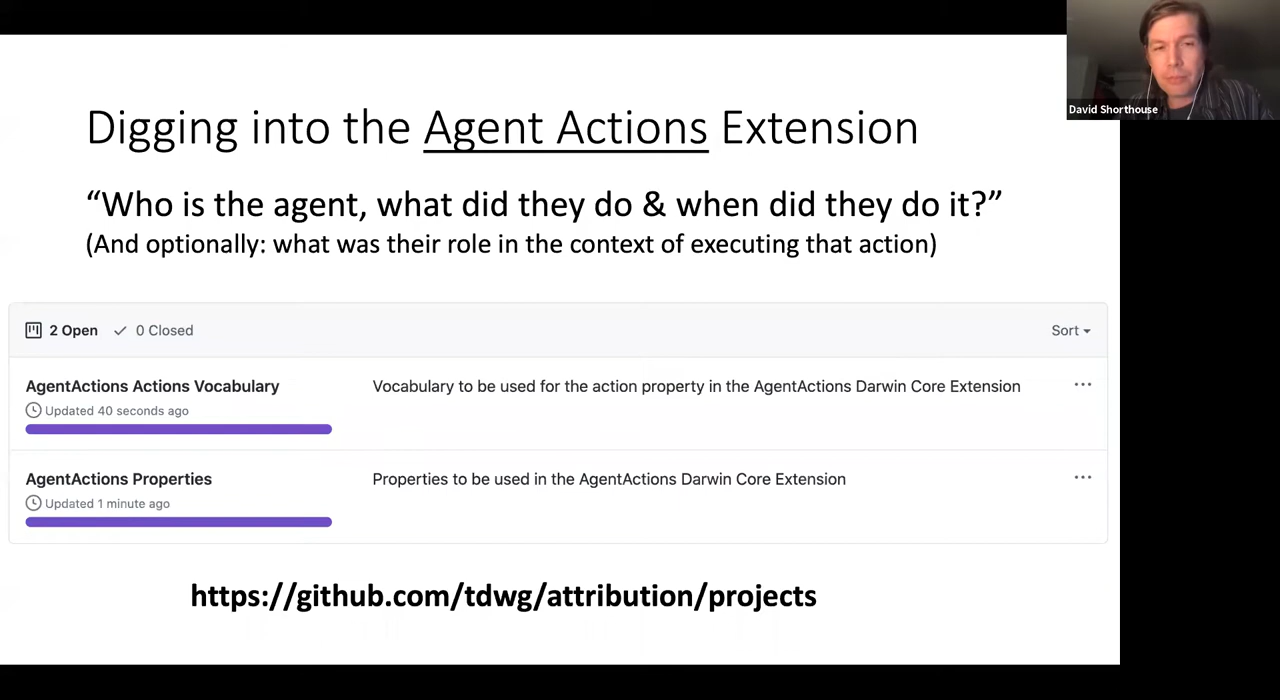 David Shorthouse
Digging into the Agent Actions Extension
“Who is the agent, what did they do & when did they do it?”
(And optionally: what was their role in the context of executing that action)
2 Open ✓ 0 Closed Sort
AgentActions Actions Vocabulary Vocabulary to be used for the action property in the AgentActions Darwin Core Extension ...
Updated 40 seconds ago
AgentActions Properties Properties to be used in the AgentActions Darwin Core Extension ...
Updated 1 minute ago
https://github.com/tdwg/attribution/projects